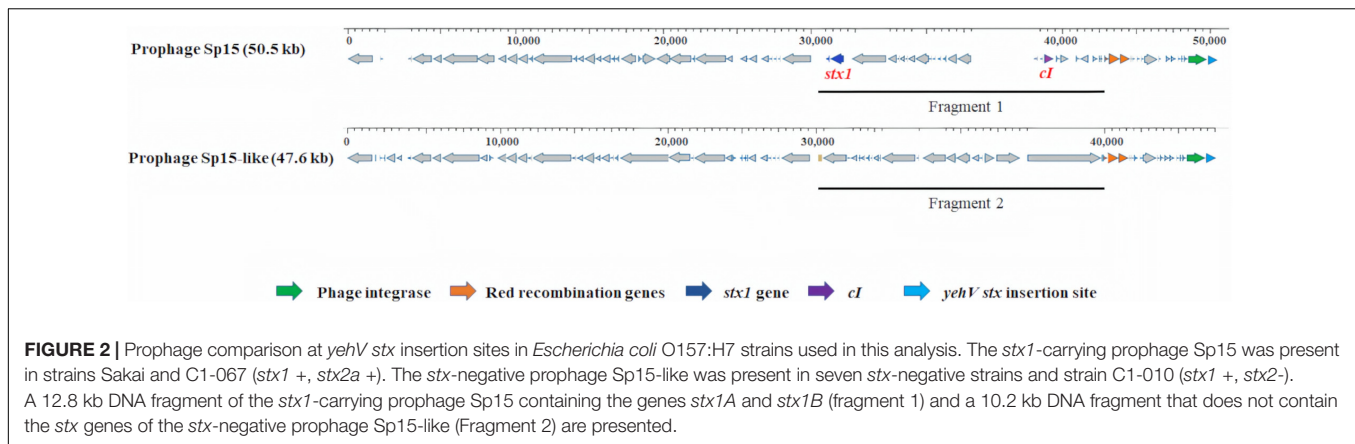 0 10,000 20,000 30,000 40,000 50,000
Prophage Sp15 (50.5 kb)
stx1 cI
Fragment 1
0 10,000 20,000 30,000 40,000
Prophage Sp15-like (47.6 kb)
Fragment 2
Phage integrase Red recombination genes stx1 gene cI yehV stx insertion site
FIGURE 2 | Prophage comparison at yehV stx insertion sites in Escherichia coli O157:H7 strains used in this analysis. The stx1-carrying prophage Sp15 was present
in strains Sakai and C1-067 (stx1 +, stx2a +). The stx-negative prophage Sp15-like was present in seven stx-negative strains and strain C1-010 (stx1 +, stx2-).
A 12.8 kb DNA fragment of the stx1-carrying prophage Sp15 containing the genes stx1A and stx1B (fragment 1) and a 10.2 kb DNA fragment that does not contain
the stx genes of the stx-negative prophage Sp15-like (Fragment 2) are presented.